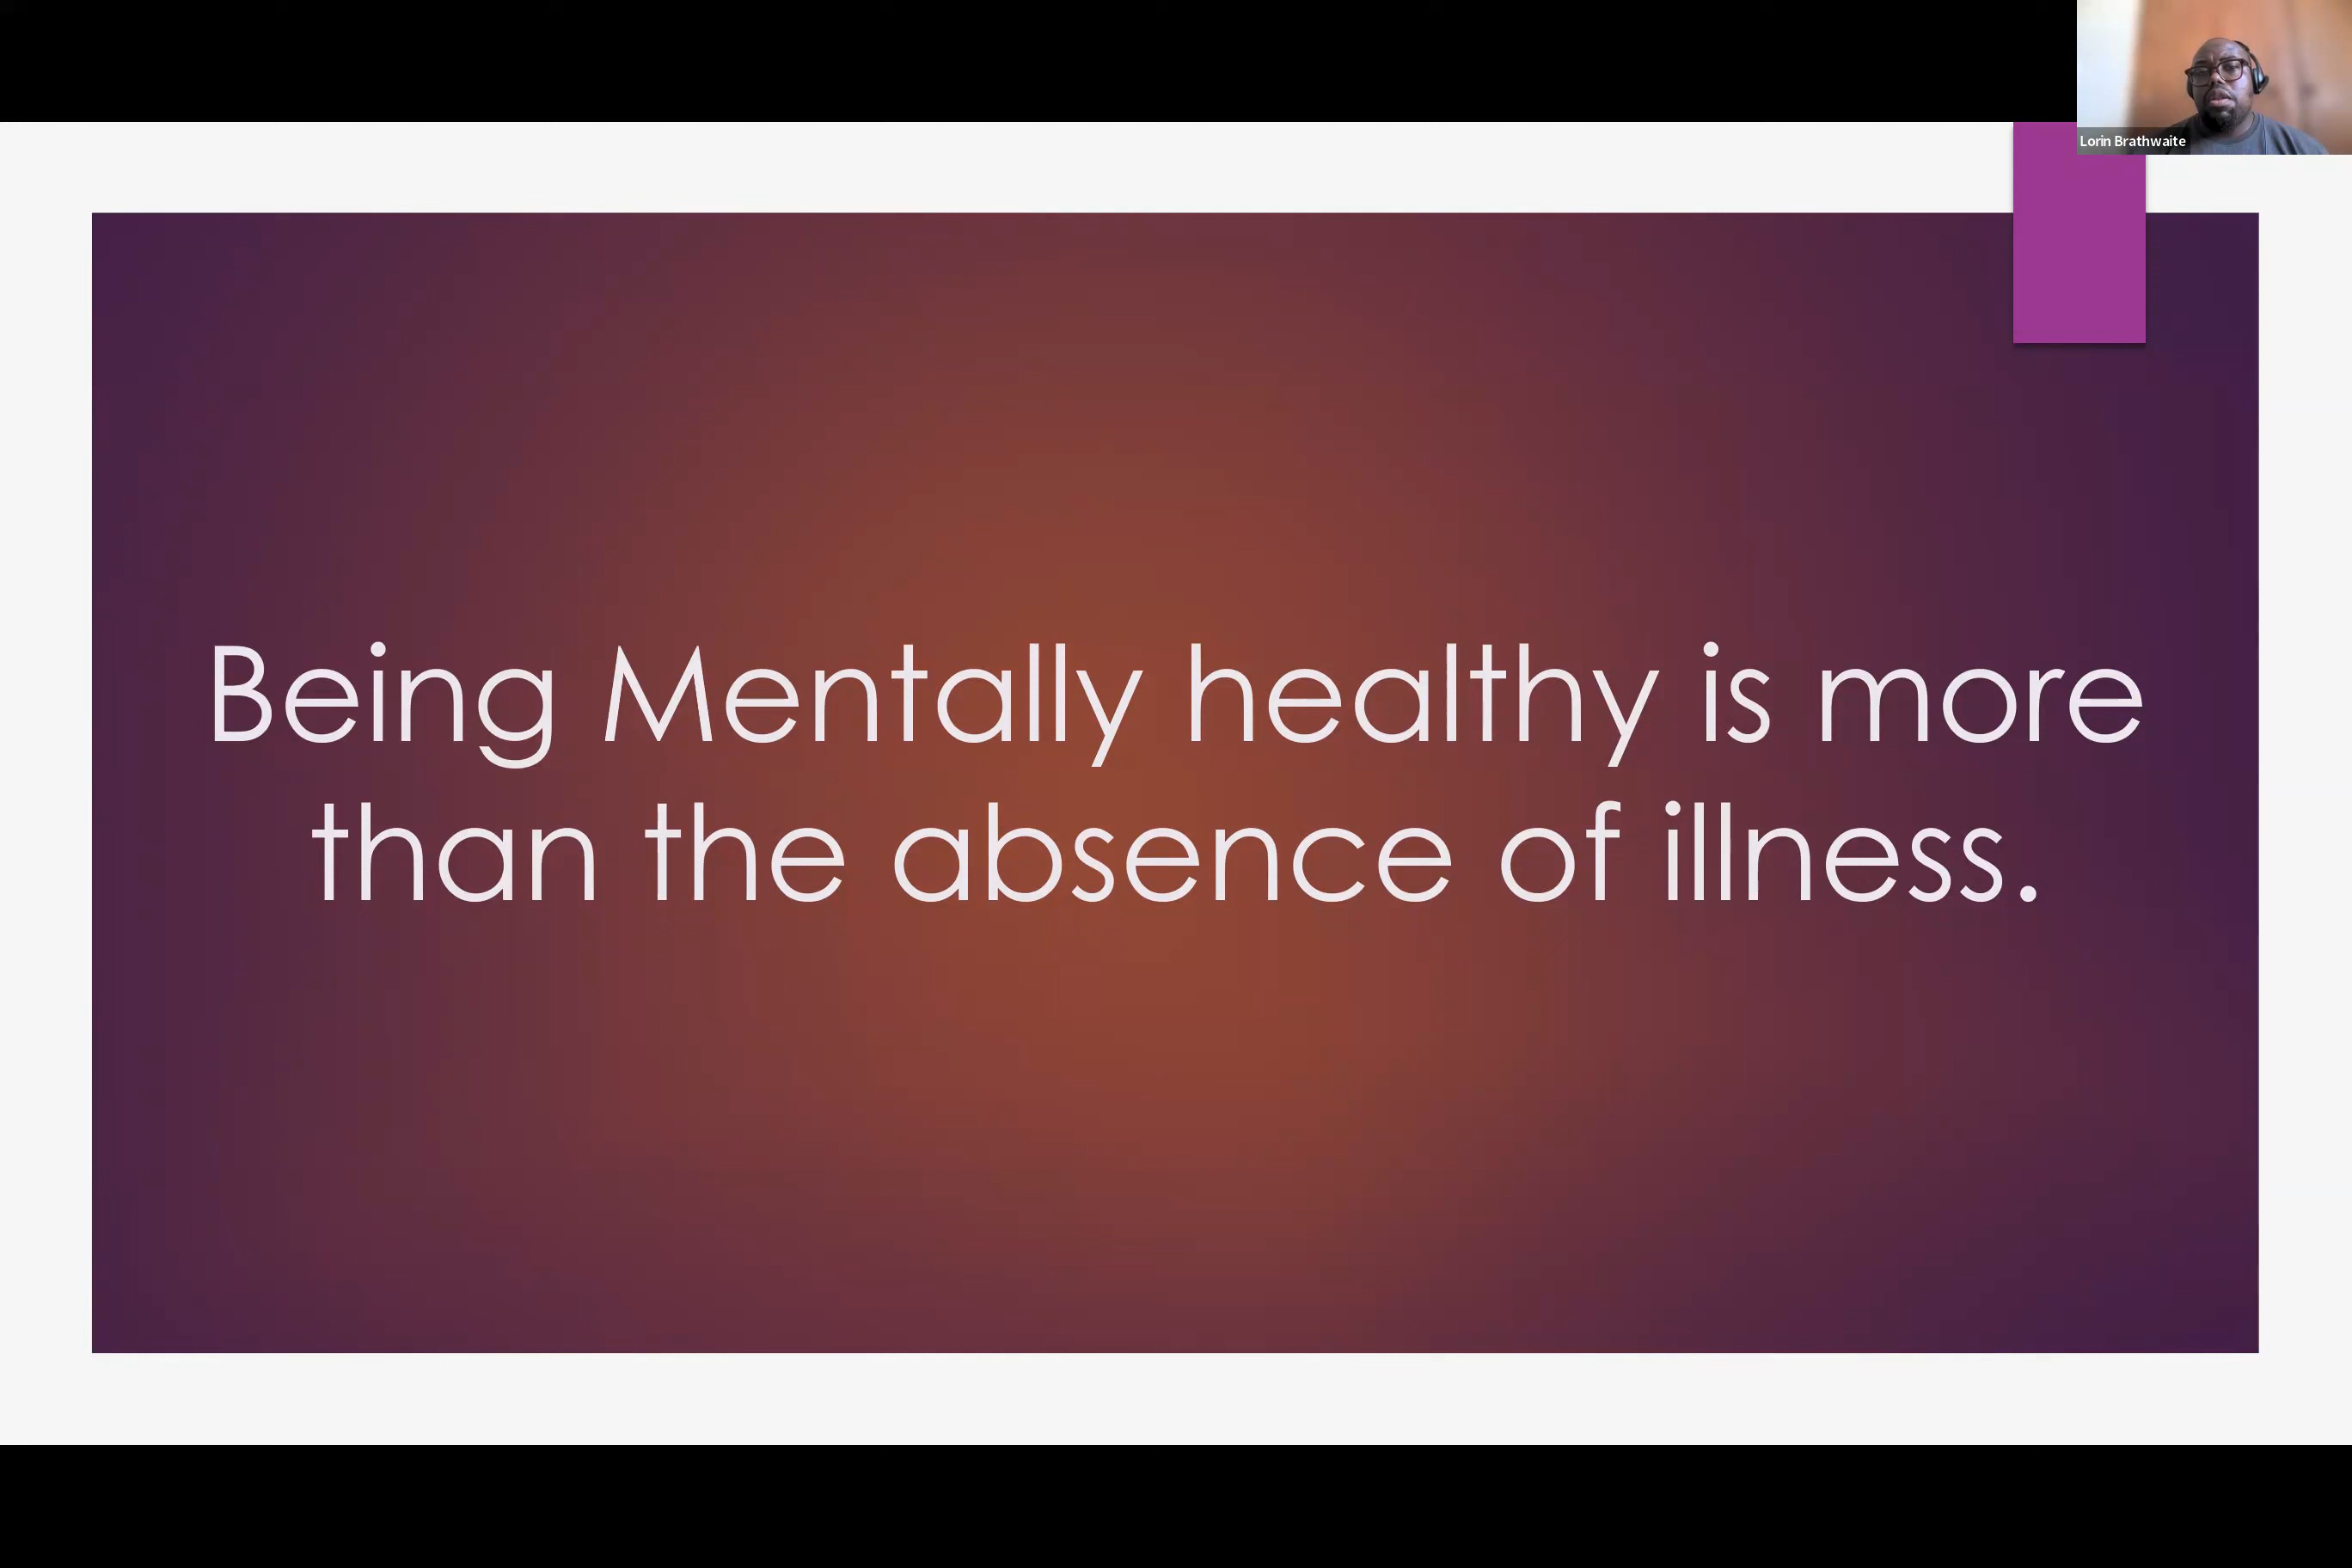 Lorin Brathwaite
Being Mentally healthy is more
than the absence of illness.